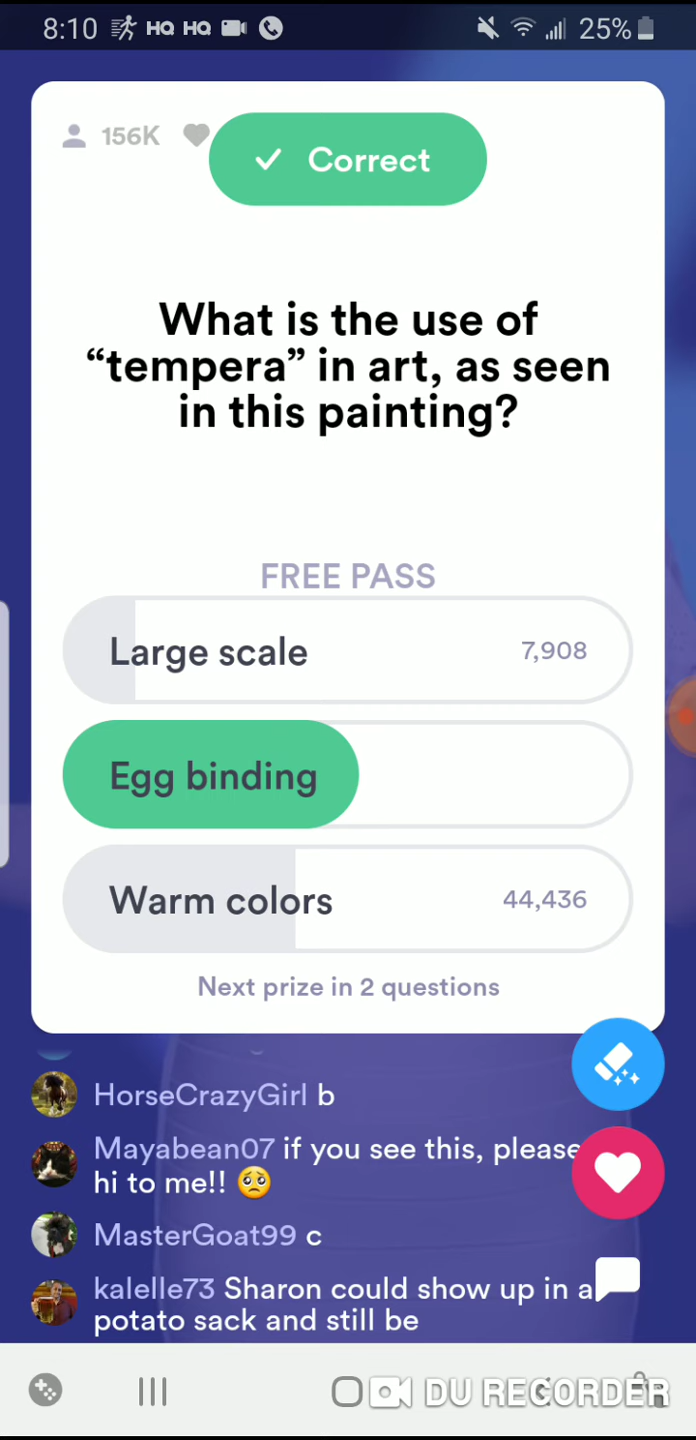 8:10 HQ HQ 25%
156K
Correct
What is the use of
“tempera” in art, as seen
in this painting?
FREE PASS
Large scale 7,908
Egg binding
Warm colors 44,436
Next prize in 2 questions
HorseCrazyGirl b
Mayabean07 if you see this, please
hi to me!! 🥺
MasterGoat99 c
kalelle73 Sharon could show up in a
potato sack and still be
DU RECORDER